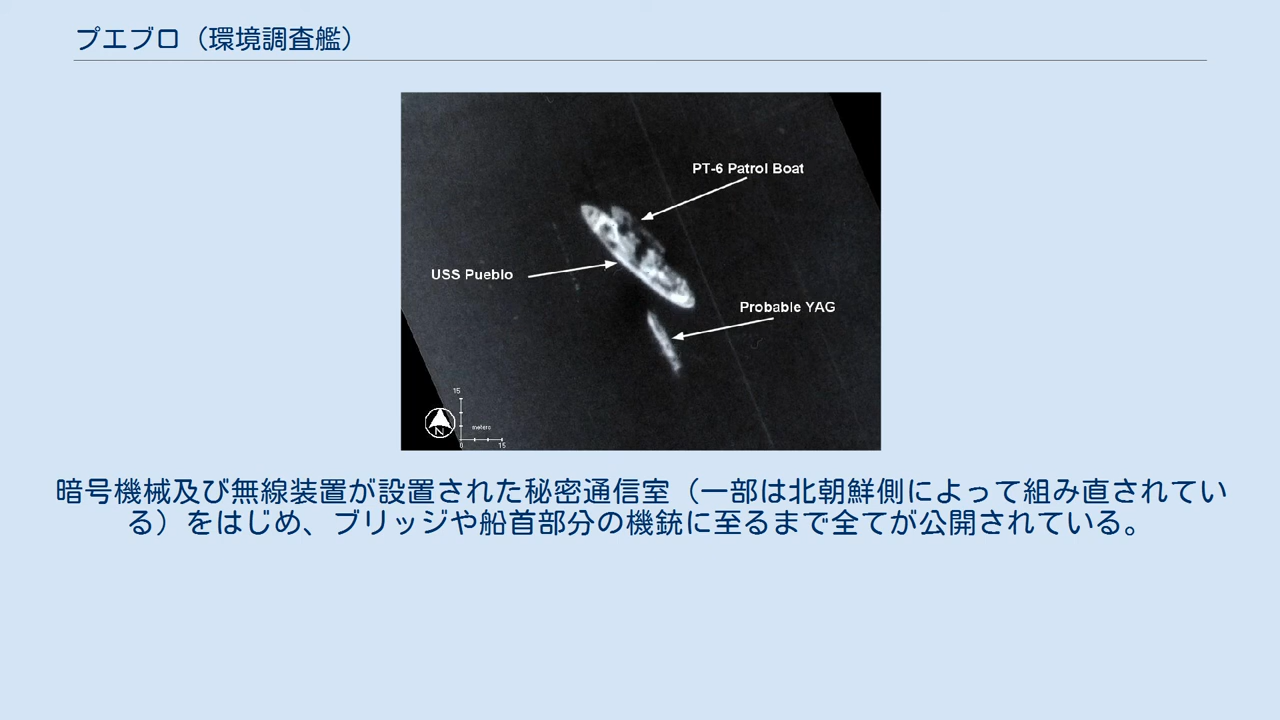 プエブロ（環境調査艦）
PT-6 Patrol Boat
USS Pueblo
Probable YAG
15
meters
N
0
15
暗号機械及び無線装置が設置された秘密通信室（一部は北朝鮮側によって組み直されてい
る）をはじめ、ブリッジや船首部分の機銃に至るまで全てが公開されている。